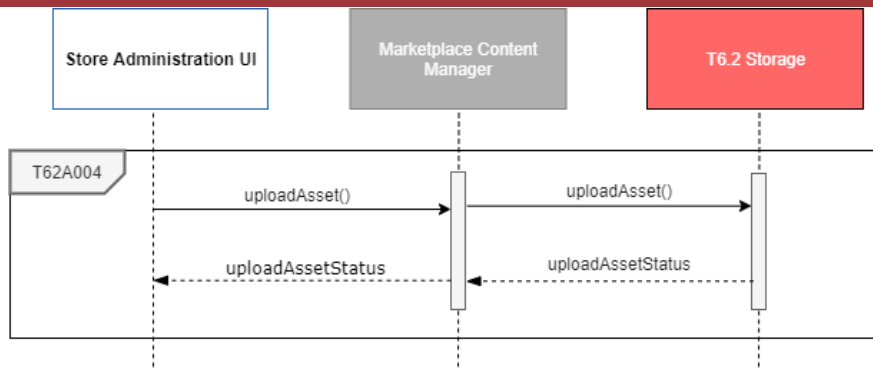 Store Administration UI
Marketplace Content
Manager
T6.2 Storage
T62A004
uploadAsset()
uploadAsset()
uploadAssetStatus
uploadAssetStatus